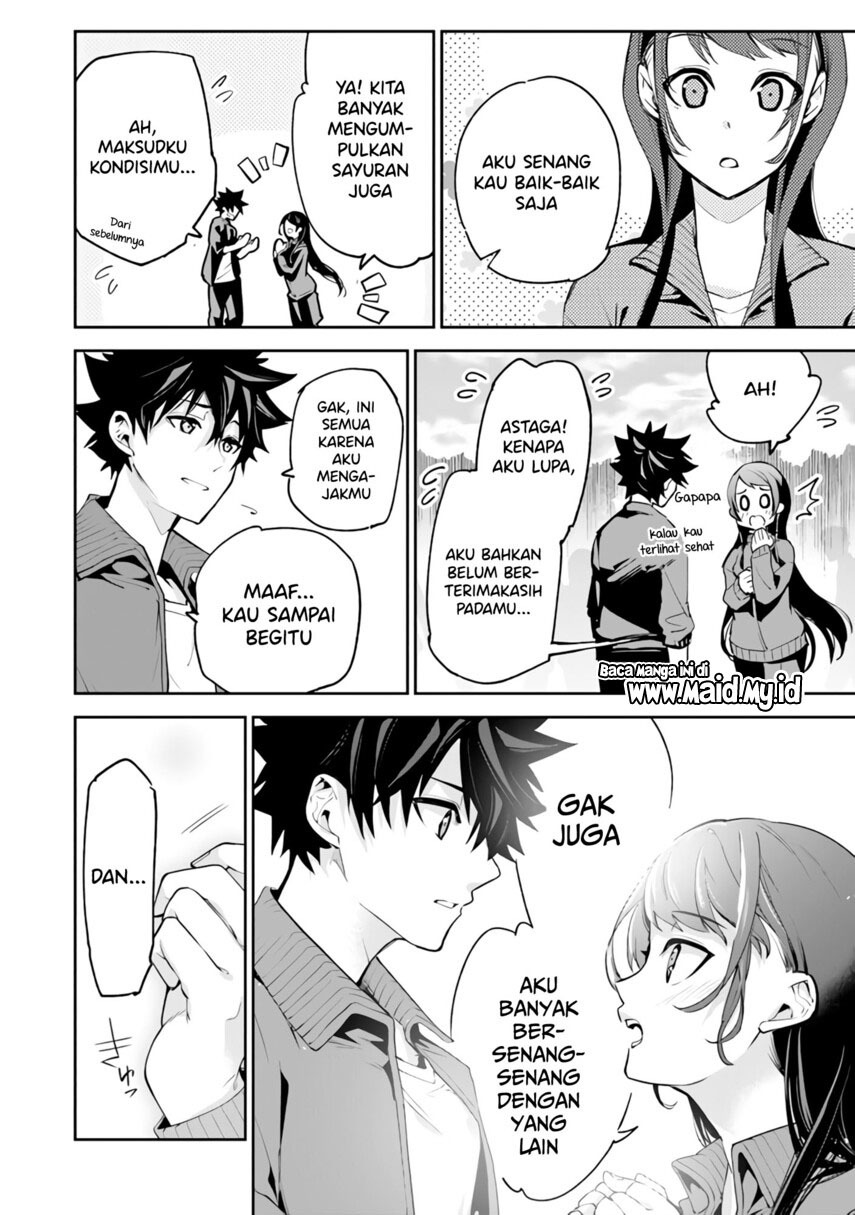 AKU SENANG
KAU BAIK-BAIK
SAJA
YA! KITA
BANYAK
MENGUM-
PULKAN
SAYURAN
JUGA
AH,
MAKSUDKU
KONDISIMU...
Dari
sebelumnya
AH!
ASTAGA!
KENAPA
AKU LUPA,
Gapapa
kalau kau
terlihat sehat
AKU BAHKAN
BELUM BER-
TERIMAKASIH
PADAMU...
GAK, INI
SEMUA
KARENA
AKU
MENGA-
JAKMU
MAAF...
KAU SAMPAI
BEGITU
Baca Manga ini di
www.Maid.My.id
GAK
JUGA
AKU
BANYAK
BER-
SENANG-
SENANG
DENGAN
YANG
LAIN
DAN...
ぎゅっ